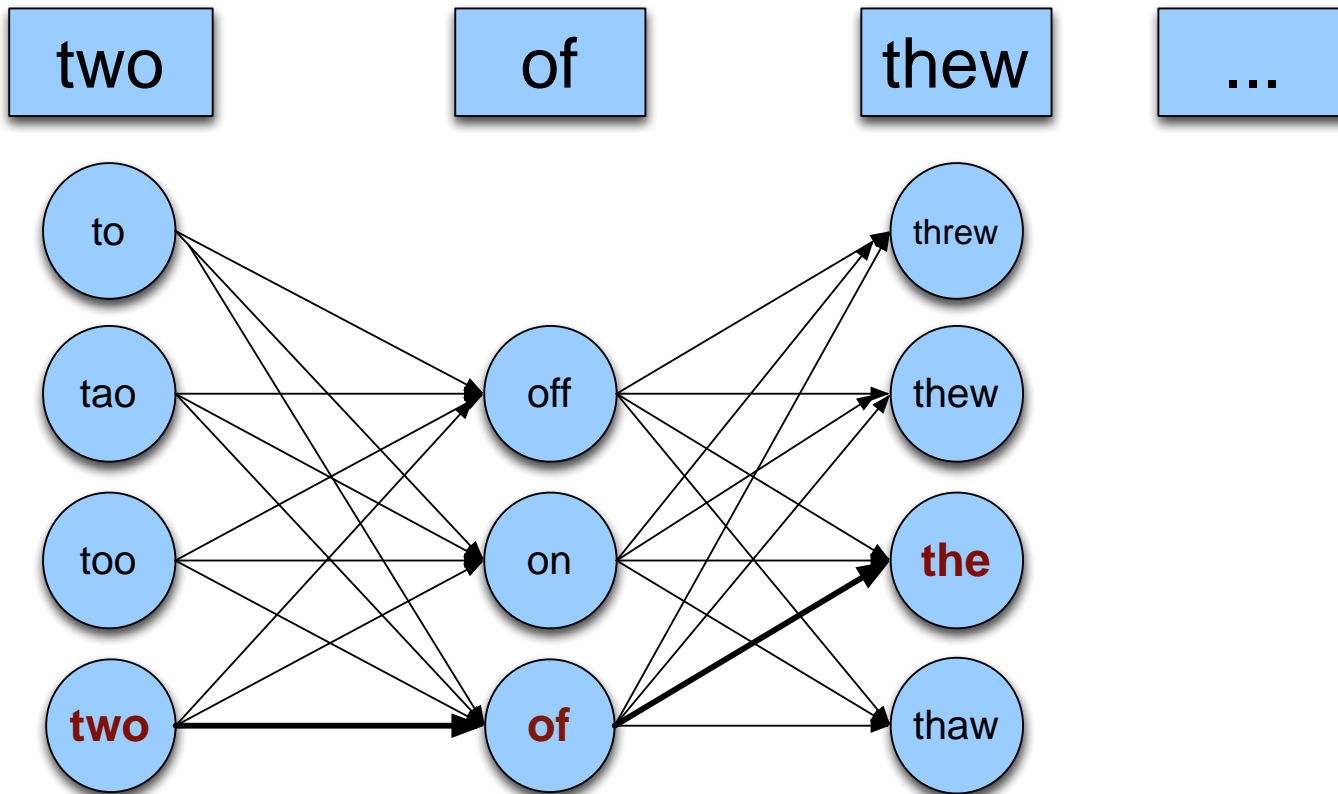 two of thew ...
to threw
tao off thew
too on the
two of thaw